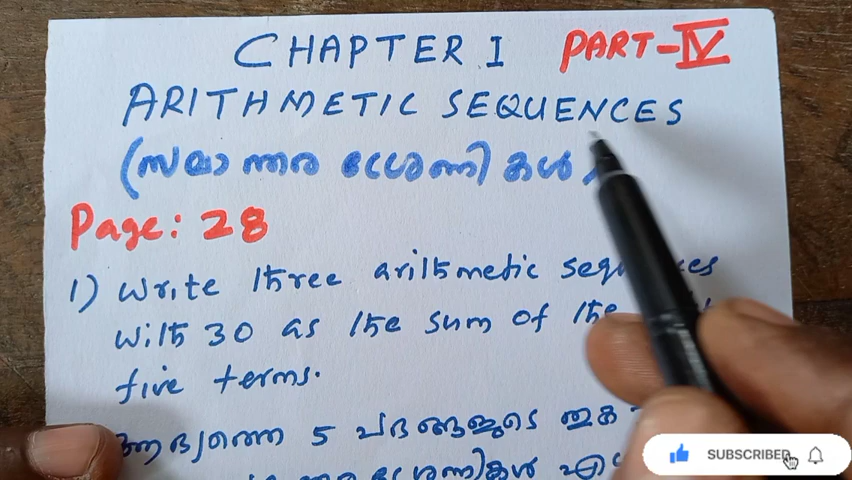 CHAPTER I PART-IV
ARITHMETIC SEQUENCES
(സമാന്തര ശ്രേണികൾ)
Page: 28
1) Write three arithmetic sequences
with 30 as the sum of the
five terms.
ആദ്യത്തെ 5 പദങ്ങളുടെ തുക
SUBSCRIBED